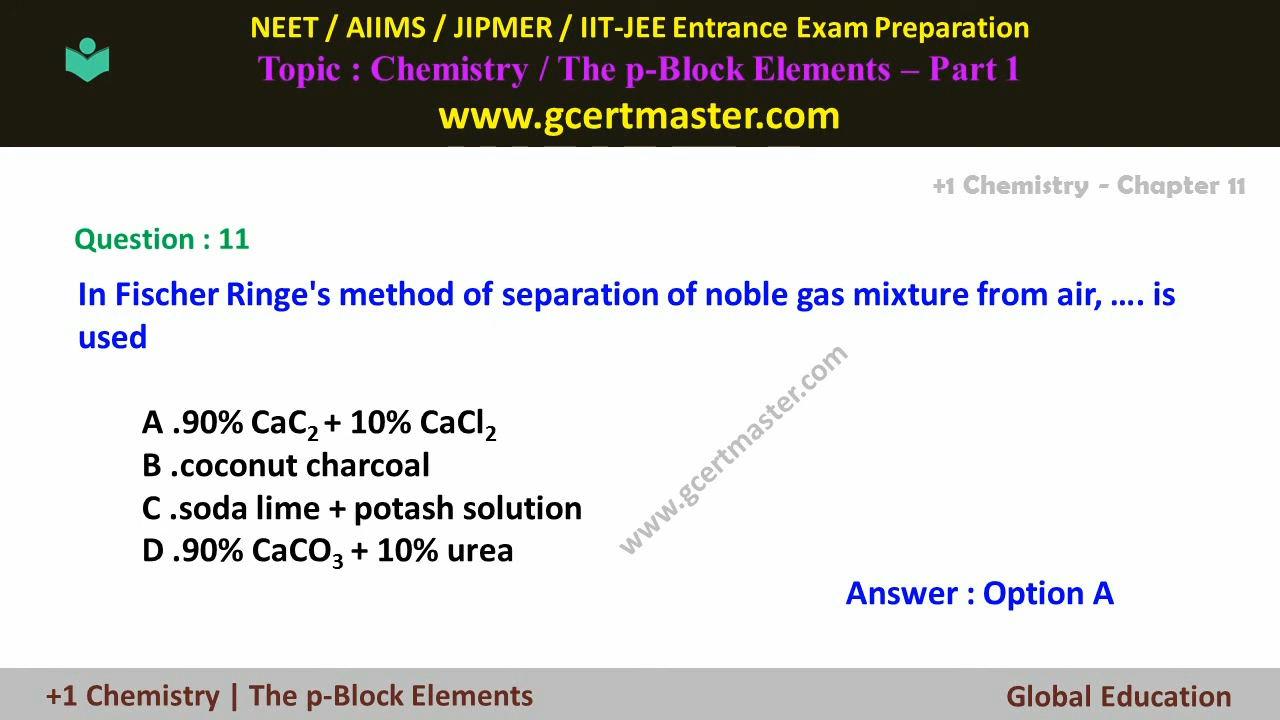 NEET / AIIMS / JIPMER / IIT-JEE Entrance Exam Preparation
Topic : Chemistry / The p-Block Elements – Part 1
www.gcertmaster.com
+1 Chemistry - Chapter 11
Question : 11
In Fischer Ringe's method of separation of noble gas mixture from air, .... is
used
A .90% CaC₂ + 10% CaCl₂
B .coconut charcoal
C .soda lime + potash solution
D .90% CaCO₃ + 10% urea
www.gcertmaster.com
Answer : Option A
+1 Chemistry | The p-Block Elements
Global Education